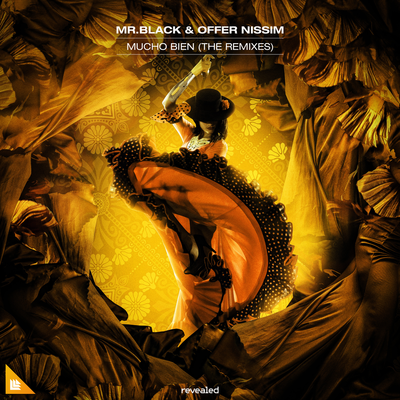 MR.BLACK & OFFER NISSIM
MUCHO BIEN (THE REMIXES)
revealed